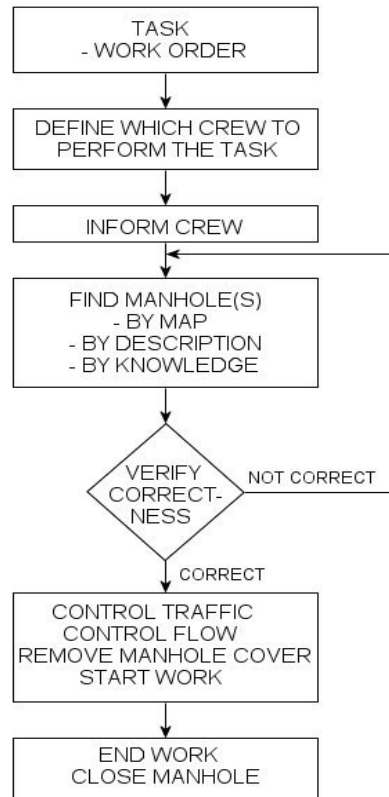 TASK
- WORK ORDER
DEFINE WHICH CREW TO
PERFORM THE TASK
INFORM CREW
FIND MANHOLE(S)
- BY MAP
- BY DESCRIPTION
- BY KNOWLEDGE
VERIFY
CORRECT-
NESS
NOT CORRECT
CORRECT
CONTROL TRAFFIC
CONTROL FLOW
REMOVE MANHOLE COVER
START WORK
END WORK
CLOSE MANHOLE